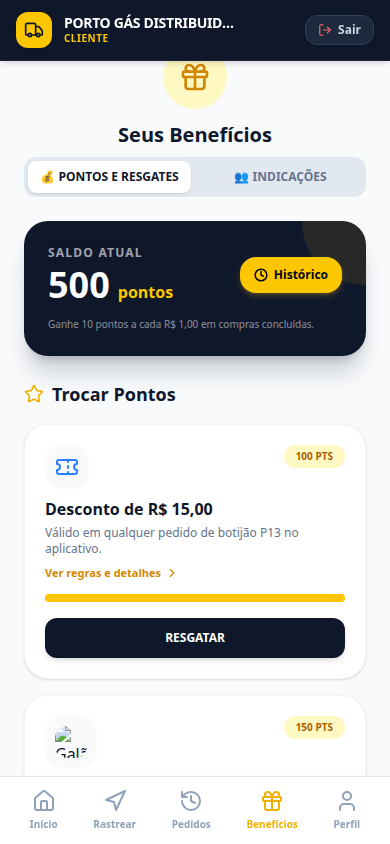 PORTO GÁS DISTRIBUID...
CLIENTE
Sair
Seus Benefícios
💰 PONTOS E RESGATES
👥 INDICAÇÕES
SALDO ATUAL
500 pontos
Histórico
Ganhe 10 pontos a cada R$ 1,00 em compras concluídas.
Trocar Pontos
100 PTS
Desconto de R$ 15,00
Válido em qualquer pedido de botijão P13 no
aplicativo.
Ver regras e detalhes
RESGATAR
150 PTS
Início
Rastrear
Pedidos
Benefícios
Perfil